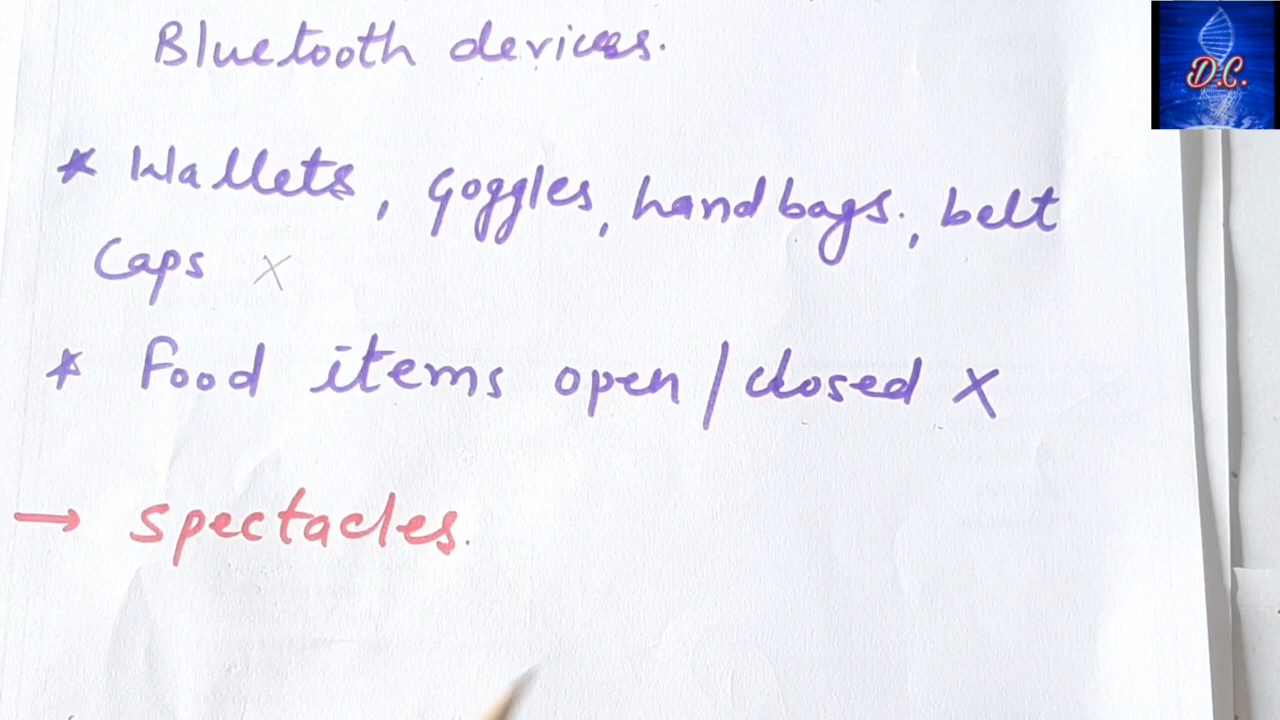 Bluetooth devices.
D.C.
* Wallets, goggles, handbags., belt
Caps X
* Food items open/closed X
→ spectacles.